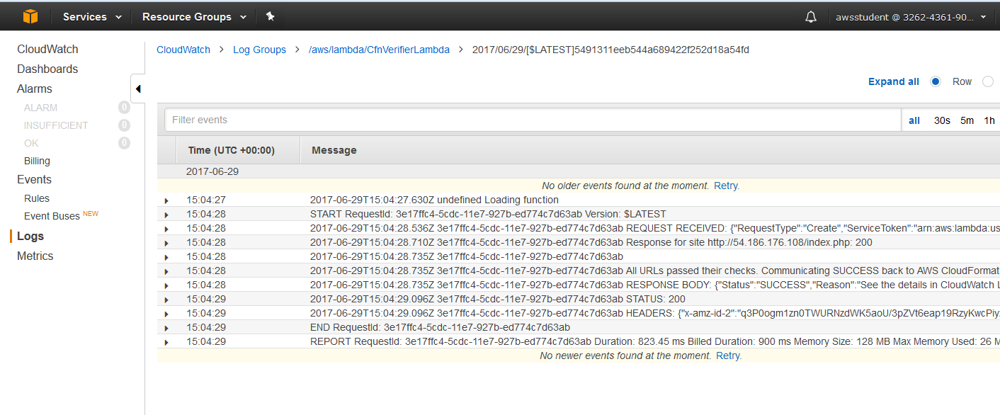 Services Resource Groups awsstudent @ 3262-4361-90...
CloudWatch
Dashboards
Alarms
ALARM 0
INSUFFICIENT 0
OK 0
Billing
Events
Rules
Event Buses NEW
Logs
Metrics
CloudWatch > Log Groups > /aws/lambda/CfnVerifierLambda > 2017/06/29/[$LATEST]5491311eeb544a689422f252d18a54fd
Expand all Row
Filter events all 30s 5m 1h
Time (UTC +00:00) Message
2017-06-29
No older events found at the moment. Retry.
15:04:27 2017-06-29T15:04:27.630Z undefined Loading function
15:04:28 START RequestId: 3e17ffc4-5cdc-11e7-927b-ed774c7d63ab Version: $LATEST
15:04:28 2017-06-29T15:04:28.536Z 3e17ffc4-5cdc-11e7-927b-ed774c7d63ab REQUEST RECEIVED: {"RequestType":"Create","ServiceToken":"arn:aws:lambda:us
15:04:28 2017-06-29T15:04:28.710Z 3e17ffc4-5cdc-11e7-927b-ed774c7d63ab Response for site http://54.186.176.108/index.php: 200
15:04:28 2017-06-29T15:04:28.735Z 3e17ffc4-5cdc-11e7-927b-ed774c7d63ab
15:04:28 2017-06-29T15:04:28.735Z 3e17ffc4-5cdc-11e7-927b-ed774c7d63ab All URLs passed their checks. Communicating SUCCESS back to AWS CloudFormat
15:04:28 2017-06-29T15:04:28.735Z 3e17ffc4-5cdc-11e7-927b-ed774c7d63ab RESPONSE BODY: {"Status":"SUCCESS","Reason":"See the details in CloudWatch L
15:04:29 2017-06-29T15:04:29.096Z 3e17ffc4-5cdc-11e7-927b-ed774c7d63ab STATUS: 200
15:04:29 2017-06-29T15:04:29.096Z 3e17ffc4-5cdc-11e7-927b-ed774c7d63ab HEADERS: {"x-amz-id-2":"q3P0ogm1zn0TWURNzdWK5aoU/3pZVt6eap19RzyKwcPiy
15:04:29 END RequestId: 3e17ffc4-5cdc-11e7-927b-ed774c7d63ab
15:04:29 REPORT RequestId: 3e17ffc4-5cdc-11e7-927b-ed774c7d63ab Duration: 823.45 ms Billed Duration: 900 ms Memory Size: 128 MB Max Memory Used: 26 M
No newer events found at the moment. Retry.